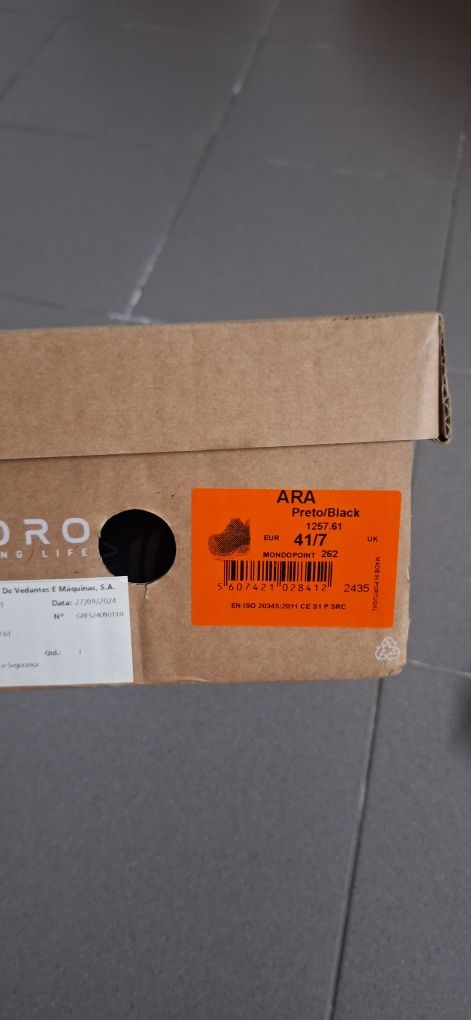 ORO
NG LIFE
De Vedantes E Máquinas, S.A.
Data: 27/09/2024
Nº GRFS24090110
7.61
Qtd.: 1
e Segurança
ARA
Preto/Black
1257.61
EUR 41/7 UK
MONDOPOINT 262
5 607421 028412 2435
EN ISO 20345:2011 CE S1 P SRC
MADE IN PORTUGAL